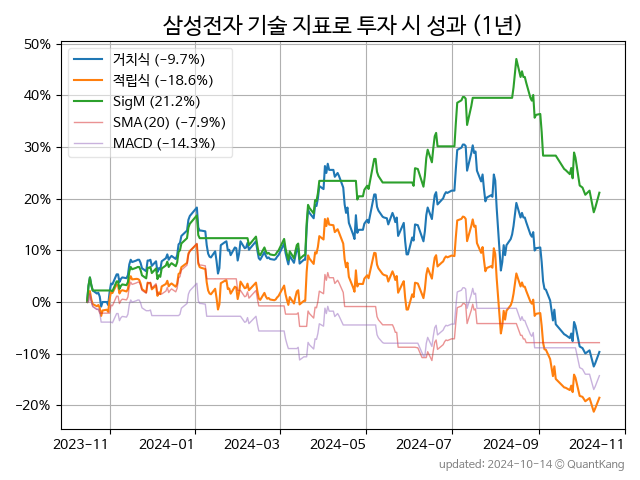 삼성전자 기술 지표로 투자 시 성과 (1년)
50%
40%
30%
20%
10%
0%
−10%
−20%
거치식 (−9.7%)
적립식 (−18.6%)
SigM (21.2%)
SMA(20) (−7.9%)
MACD (−14.3%)
2023-11 2024-01 2024-03 2024-05 2024-07 2024-09 2024-11
updated: 2024-10-14 © QuantKang